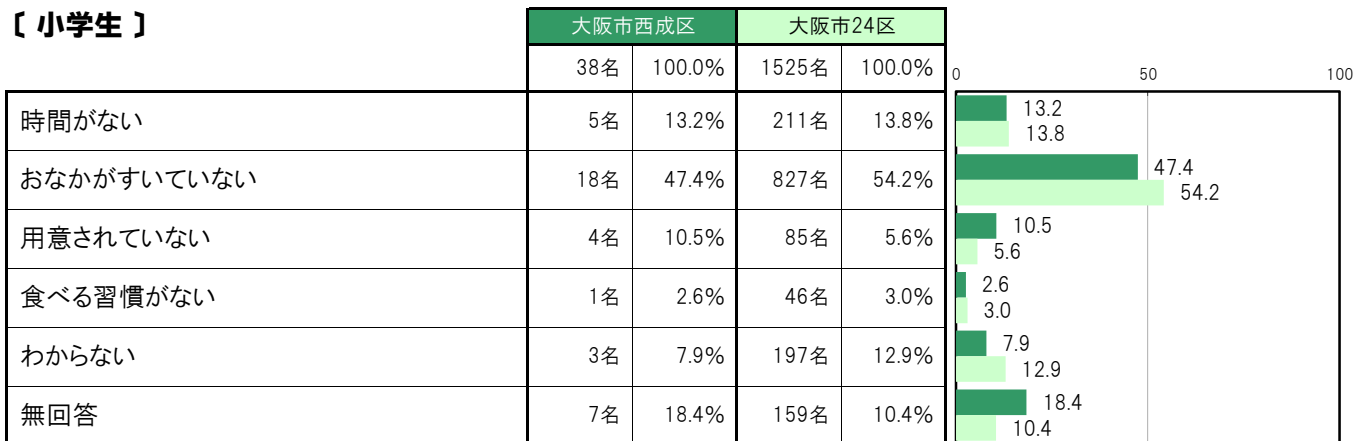 〔 小学生 〕
大阪市西成区 大阪市24区
38名 100.0% 1525名 100.0% 0 50 100
時間がない 5名 13.2% 211名 13.8% 13.2
13.8
おなかがすいていない 18名 47.4% 827名 54.2% 47.4
54.2
用意されていない 4名 10.5% 85名 5.6% 10.5
5.6
食べる習慣がない 1名 2.6% 46名 3.0% 2.6
3.0
わからない 3名 7.9% 197名 12.9% 7.9
12.9
無回答 7名 18.4% 159名 10.4% 18.4
10.4